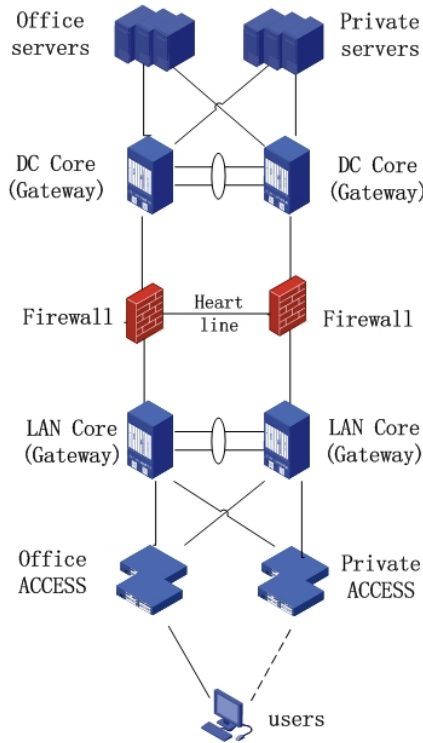 Office
servers
Private
servers
DC Core
(Gateway)
DC Core
(Gateway)
Firewall
Heart
line
Firewall
LAN Core
(Gateway)
LAN Core
(Gateway)
Office
ACCESS
Private
ACCESS
users